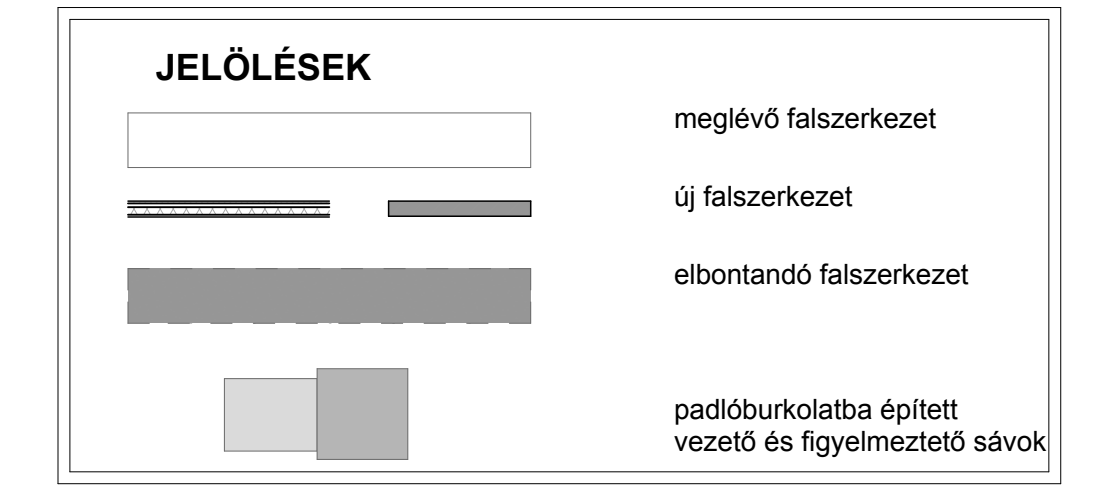 JELÖLÉSEK
meglévő falszerkezet
új falszerkezet
elbontandó falszerkezet
padlóburkolatba épített
vezető és figyelmeztető sávok